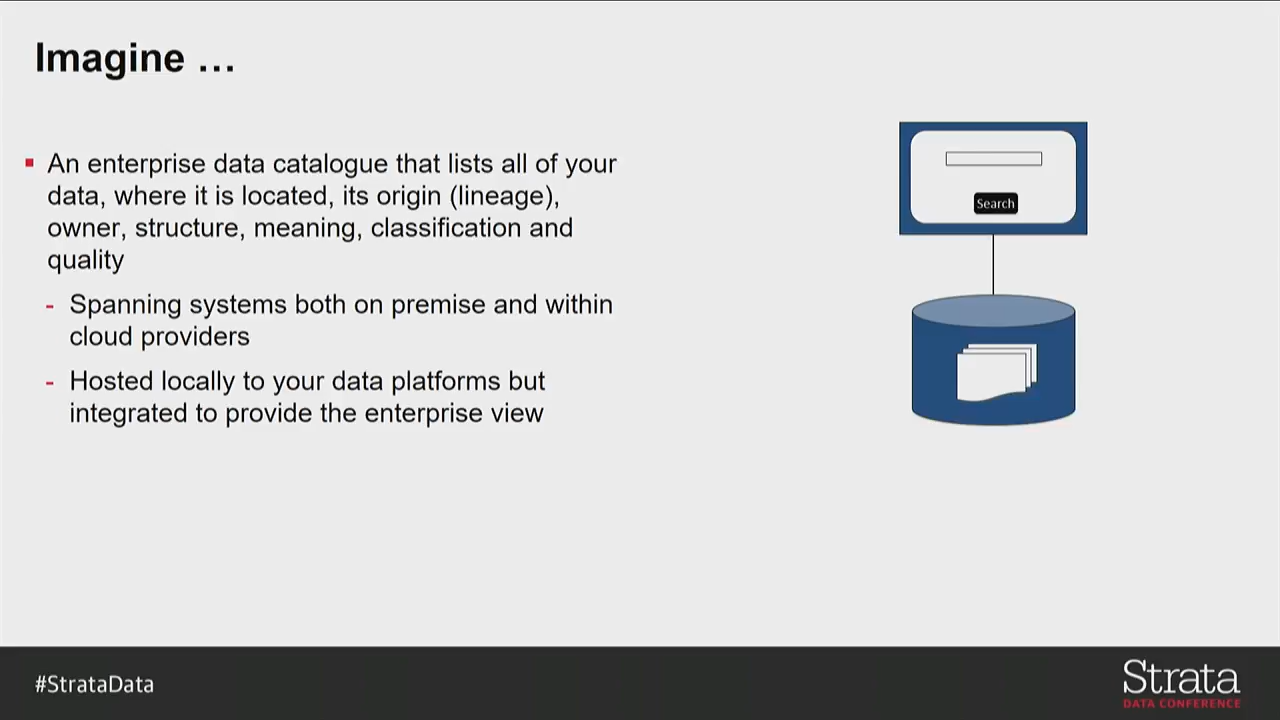 Imagine ...
▪ An enterprise data catalogue that lists all of your
data, where it is located, its origin (lineage),
owner, structure, meaning, classification and
quality
- Spanning systems both on premise and within
cloud providers
- Hosted locally to your data platforms but
integrated to provide the enterprise view
Search
#StrataData
Strata
DATA CONFERENCE